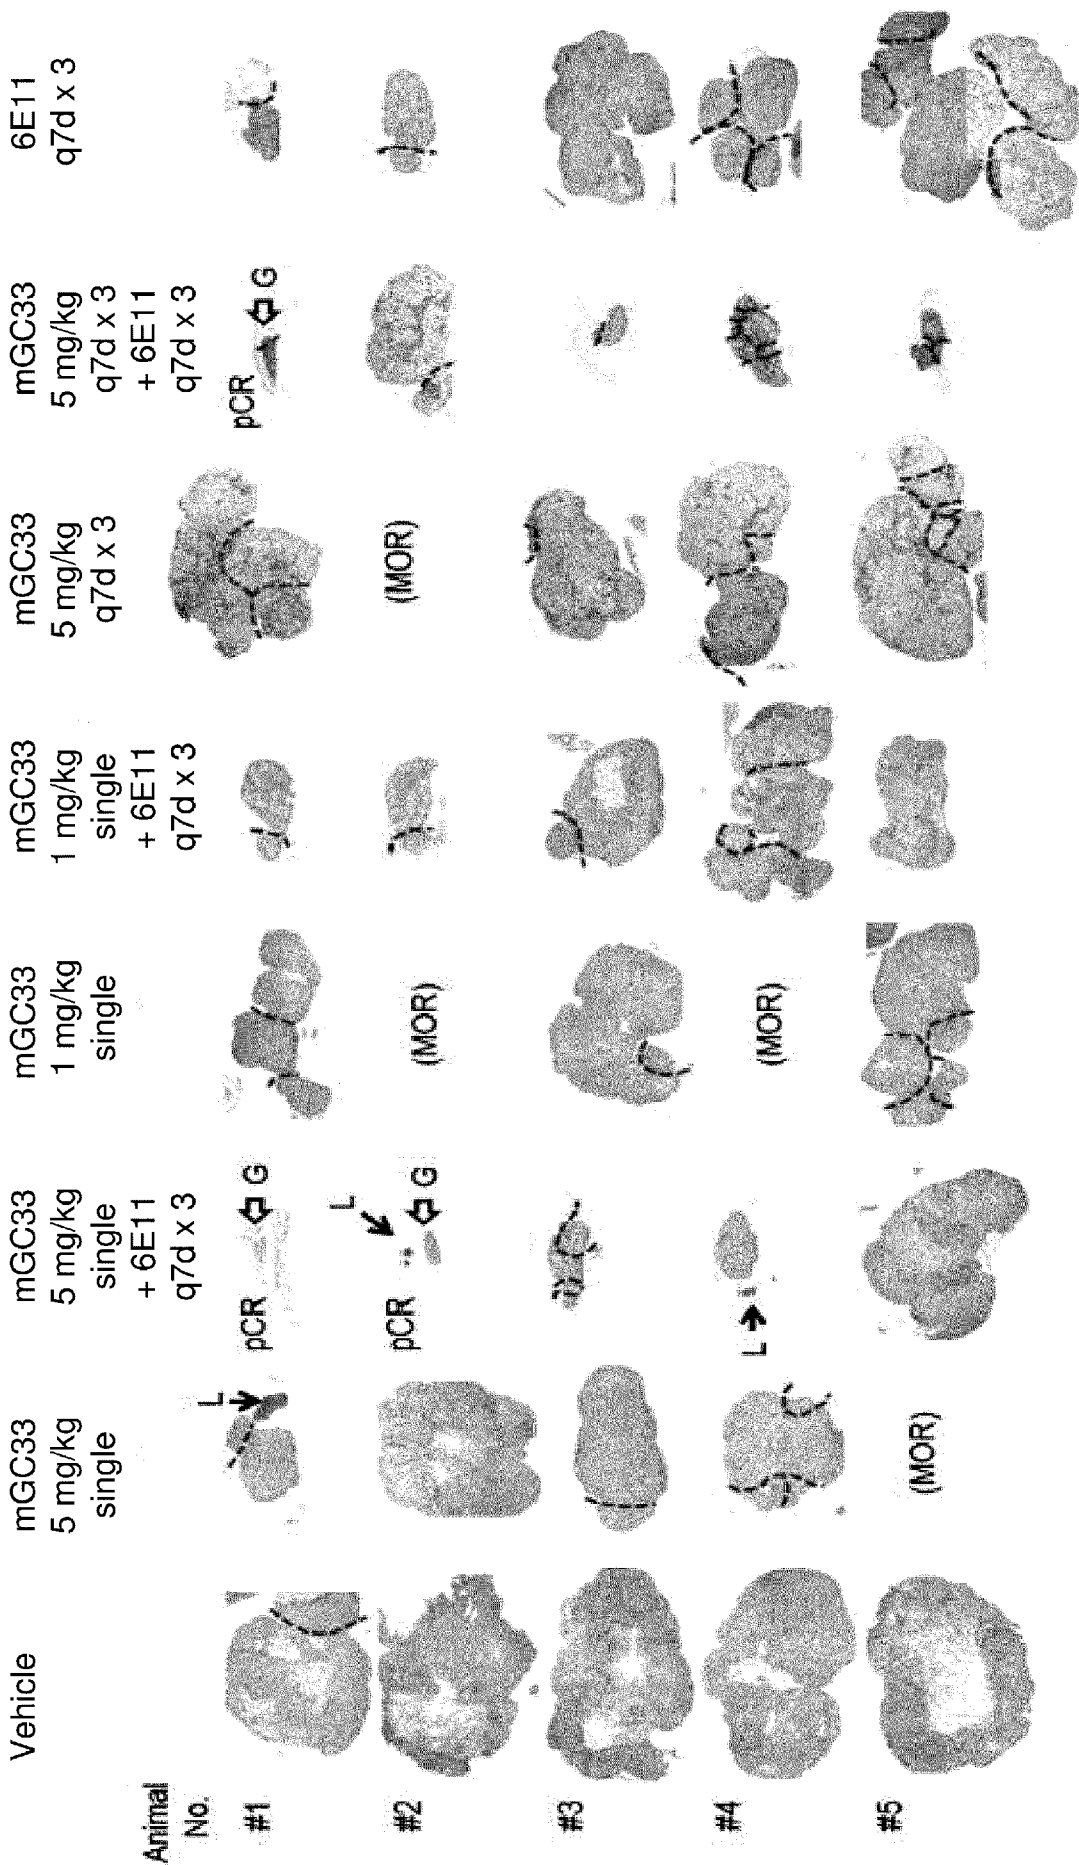 Vehicle
mGC33
5 mg/kg
single
mGC33
5 mg/kg
single
+ 6E11
q7d x 3
mGC33
1 mg/kg
single
mGC33
1 mg/kg
single
+ 6E11
q7d x 3
mGC33
5 mg/kg
q7d x 3
mGC33
5 mg/kg
q7d x 3
+ 6E11
q7d x 3
6E11
q7d x 3
Animal
No.
#1
L
pCR
G
pCR
G
#2
pCR
L
G
(MOR)
(MOR)
#3
#4
L
(MOR)
#5
(MOR)